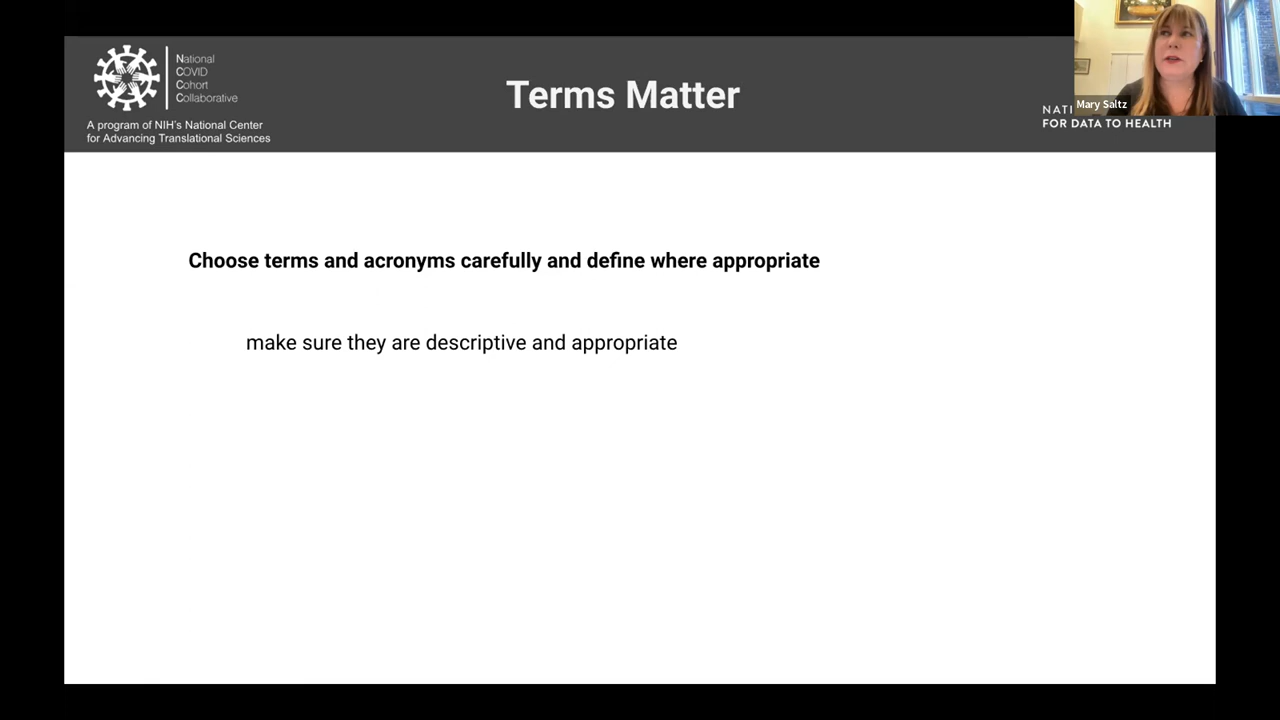 National
COVID
Cohort
Collaborative
A program of NIH's National Center
for Advancing Translational Sciences
Terms Matter
Mary Saltz
FOR DATA TO HEALTH
Choose terms and acronyms carefully and define where appropriate
make sure they are descriptive and appropriate